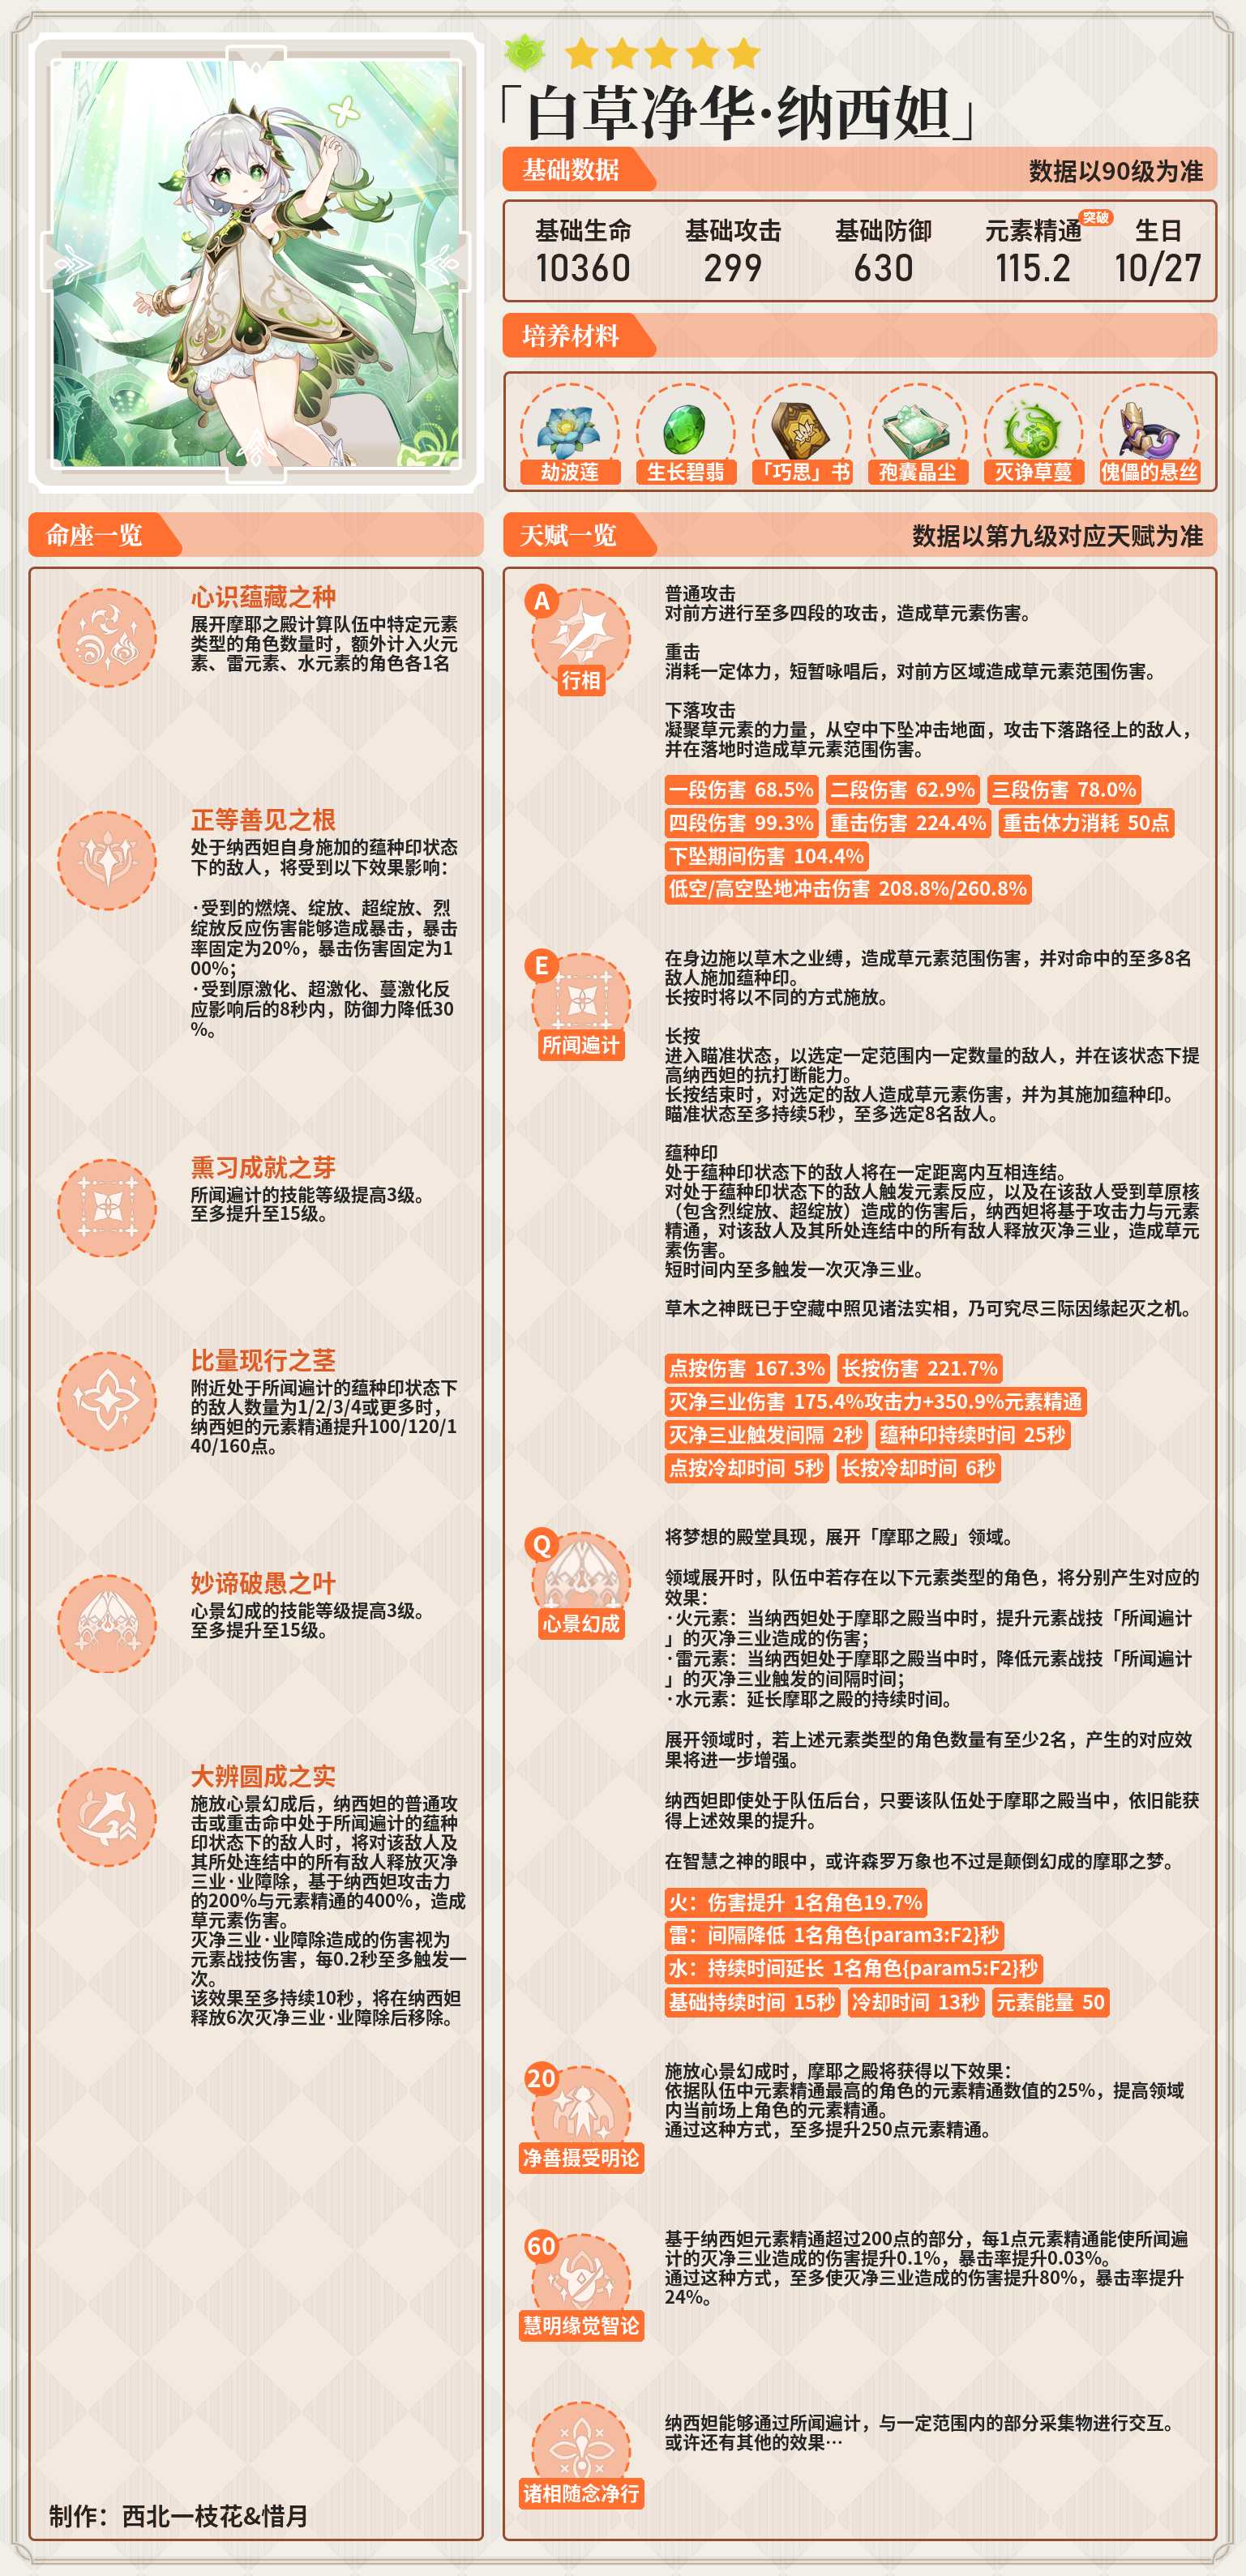 「白草净华·纳西妲」
基础数据
数据以90级为准
基础生命 基础攻击 基础防御 元素精通 突破 生日
10360 299 630 115.2 10/27
培养材料
劫波莲 生长碧翡 「巧思」书 孢囊晶尘 灭诤草蔓 傀儡的悬丝
命座一览
心识蕴藏之种
展开摩耶之殿计算队伍中特定元素
类型的角色数量时，额外计入火元
素、雷元素、水元素的角色各1名
正等善见之根
处于纳西妲自身施加的蕴种印状态
下的敌人，将受到以下效果影响：
·受到的燃烧、绽放、超绽放、烈
绽放反应伤害能够造成暴击，暴击
率固定为20%，暴击伤害固定为1
00%；
·受到原激化、超激化、蔓激化反
应影响后的8秒内，防御力降低30
%。
熏习成就之芽
所闻遍计的技能等级提高3级。
至多提升至15级。
比量现行之茎
附近处于所闻遍计的蕴种印状态下
的敌人数量为1/2/3/4或更多时，
纳西妲的元素精通提升100/120/1
40/160点。
妙谛破愚之叶
心景幻成的技能等级提高3级。
至多提升至15级。
大辨圆成之实
施放心景幻成后，纳西妲的普通攻
击或重击命中处于所闻遍计的蕴种
印状态下的敌人时，将对该敌人及
其所处连结中的所有敌人释放灭净
三业·业障除，基于纳西妲攻击力
的200%与元素精通的400%，造成
草元素伤害。
灭净三业·业障除造成的伤害视为
元素战技伤害，每0.2秒至多触发一
次。
该效果至多持续10秒，将在纳西妲
释放6次灭净三业·业障除后移除。
制作：西北一枝花&惜月
天赋一览
数据以第九级对应天赋为准
A
行相
普通攻击
对前方进行至多四段的攻击，造成草元素伤害。
重击
消耗一定体力，短暂咏唱后，对前方区域造成草元素范围伤害。
下落攻击
凝聚草元素的力量，从空中下坠冲击地面，攻击下落路径上的敌人，
并在落地时造成草元素范围伤害。
一段伤害 68.5% 二段伤害 62.9% 三段伤害 78.0%
四段伤害 99.3% 重击伤害 224.4% 重击体力消耗 50点
下坠期间伤害 104.4%
低空/高空坠地冲击伤害 208.8%/260.8%
E
所闻遍计
在身边施以草木之业缚，造成草元素范围伤害，并对命中的至多8名
敌人施加蕴种印。
长按时将以不同的方式施放。
长按
进入瞄准状态，以选定一定范围内一定数量的敌人，并在该状态下提
高纳西妲的抗打断能力。
长按结束时，对选定的敌人造成草元素伤害，并为其施加蕴种印。
瞄准状态至多持续5秒，至多选定8名敌人。
蕴种印
处于蕴种印状态下的敌人将在一定距离内互相连结。
对处于蕴种印状态下的敌人触发元素反应，以及在该敌人受到草原核
（包含烈绽放、超绽放）造成的伤害后，纳西妲将基于攻击力与元素
精通，对该敌人及其所处连结中的所有敌人释放灭净三业，造成草元
素伤害。
短时间内至多触发一次灭净三业。
草木之神既已于空藏中照见诸法实相，乃可究尽三际因缘起灭之机。
点按伤害 167.3% 长按伤害 221.7%
灭净三业伤害 175.4%攻击力+350.9%元素精通
灭净三业触发间隔 2秒 蕴种印持续时间 25秒
点按冷却时间 5秒 长按冷却时间 6秒
Q
心景幻成
将梦想的殿堂具现，展开「摩耶之殿」领域。
领域展开时，队伍中若存在以下元素类型的角色，将分别产生对应的
效果：
·火元素：当纳西妲处于摩耶之殿当中时，提升元素战技「所闻遍计
」的灭净三业造成的伤害；
·雷元素：当纳西妲处于摩耶之殿当中时，降低元素战技「所闻遍计
」的灭净三业触发的间隔时间；
·水元素：延长摩耶之殿的持续时间。
展开领域时，若上述元素类型的角色数量有至少2名，产生的对应效
果将进一步增强。
纳西妲即使处于队伍后台，只要该队伍处于摩耶之殿当中，依旧能获
得上述效果的提升。
在智慧之神的眼中，或许森罗万象也不过是颠倒幻成的摩耶之梦。
火：伤害提升 1名角色19.7%
雷：间隔降低 1名角色{param3:F2}秒
水：持续时间延长 1名角色{param5:F2}秒
基础持续时间 15秒 冷却时间 13秒 元素能量 50
20
净善摄受明论
施放心景幻成时，摩耶之殿将获得以下效果：
依据队伍中元素精通最高的角色的元素精通数值的25%，提高领域
内当前场上角色的元素精通。
通过这种方式，至多提升250点元素精通。
60
慧明缘觉智论
基于纳西妲元素精通超过200点的部分，每1点元素精通能使所闻遍
计的灭净三业造成的伤害提升0.1%，暴击率提升0.03%。
通过这种方式，至多使灭净三业造成的伤害提升80%，暴击率提升
24%。
诸相随念净行
纳西妲能够通过所闻遍计，与一定范围内的部分采集物进行交互。
或许还有其他的效果…